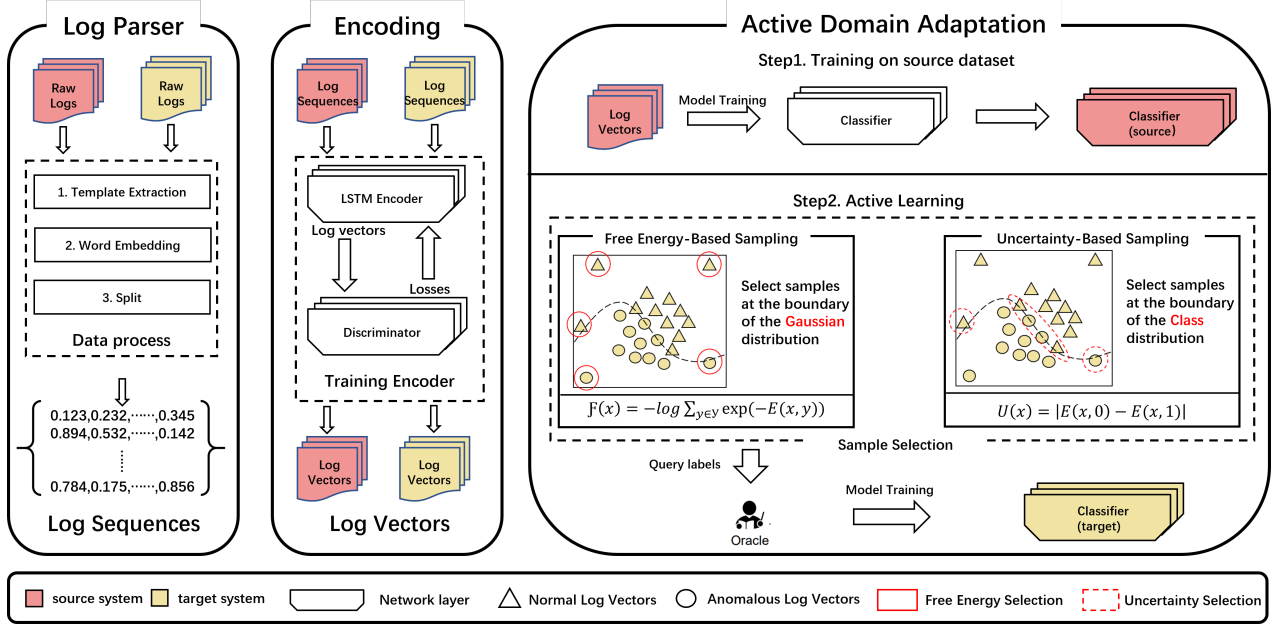 Log Parser
Raw
Logs
Raw
Logs
1. Template Extraction
2. Word Embedding
3. Split
Data process
0.123,0.232,······,0.345
0.894,0.532,······,0.142
⋮
0.784,0.175,······,0.856
Log Sequences
Encoding
Log
Sequences
Log
Sequences
LSTM Encoder
Log vectors
Losses
Discriminator
Training Encoder
Log
Vectors
Log
Vectors
Log Vectors
Active Domain Adaptation
Step1. Training on source dataset
Log
Vectors
Model Training
Classifier
Classifier
(source)
Step2. Active Learning
Free Energy-Based Sampling
Select samples
at the boundary
of the Gaussian
distribution
Ƒ(x) = −log ∑y∈y exp(−E(x, y))
Uncertainty-Based Sampling
Select samples
at the boundary
of the Class
distribution
U(x) = |E(x, 0) − E(x, 1)|
Sample Selection
Query labels
Oracle
Model Training
Classifier
(target)
source system
target system
Network layer
Normal Log Vectors
Anomalous Log Vectors
Free Energy Selection
Uncertainty Selection